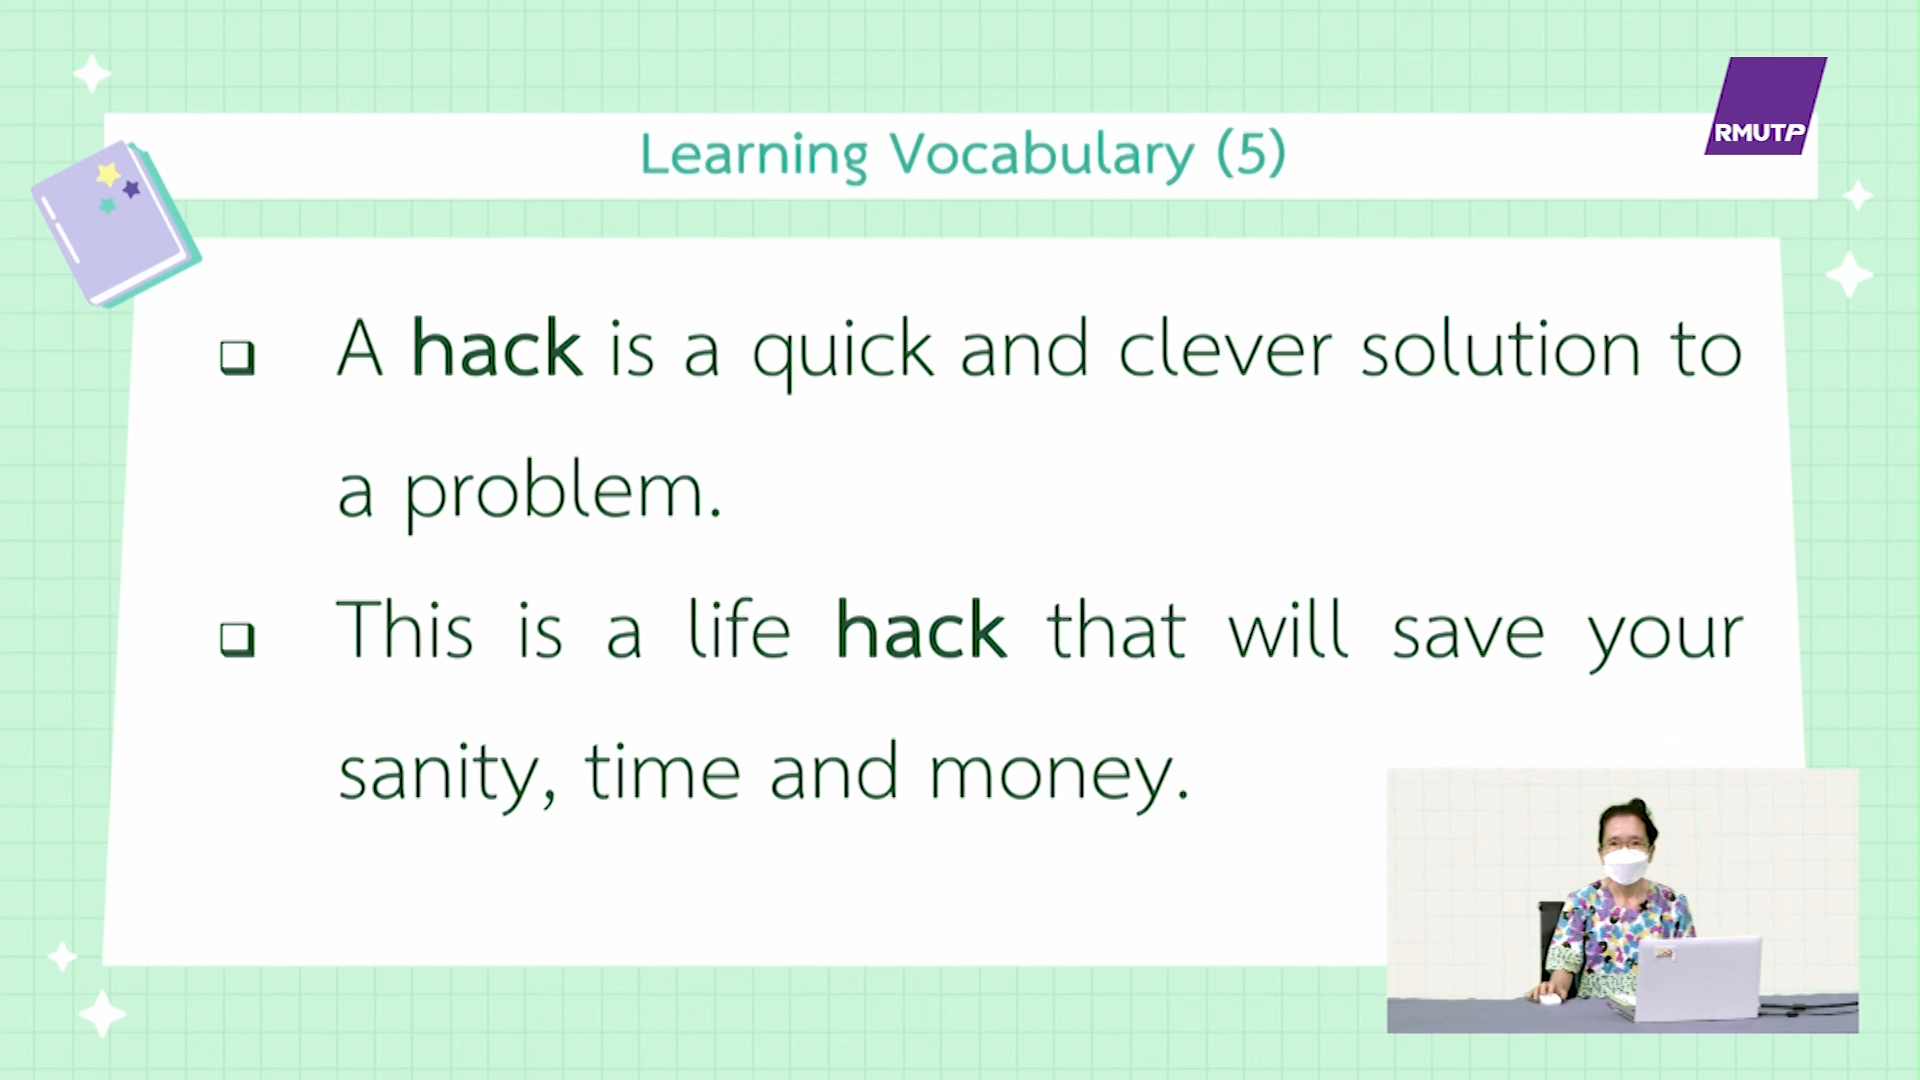 RMUTP
Learning Vocabulary (5)
❑ A hack is a quick and clever solution to
a problem.
❑ This is a life hack that will save your
sanity, time and money.